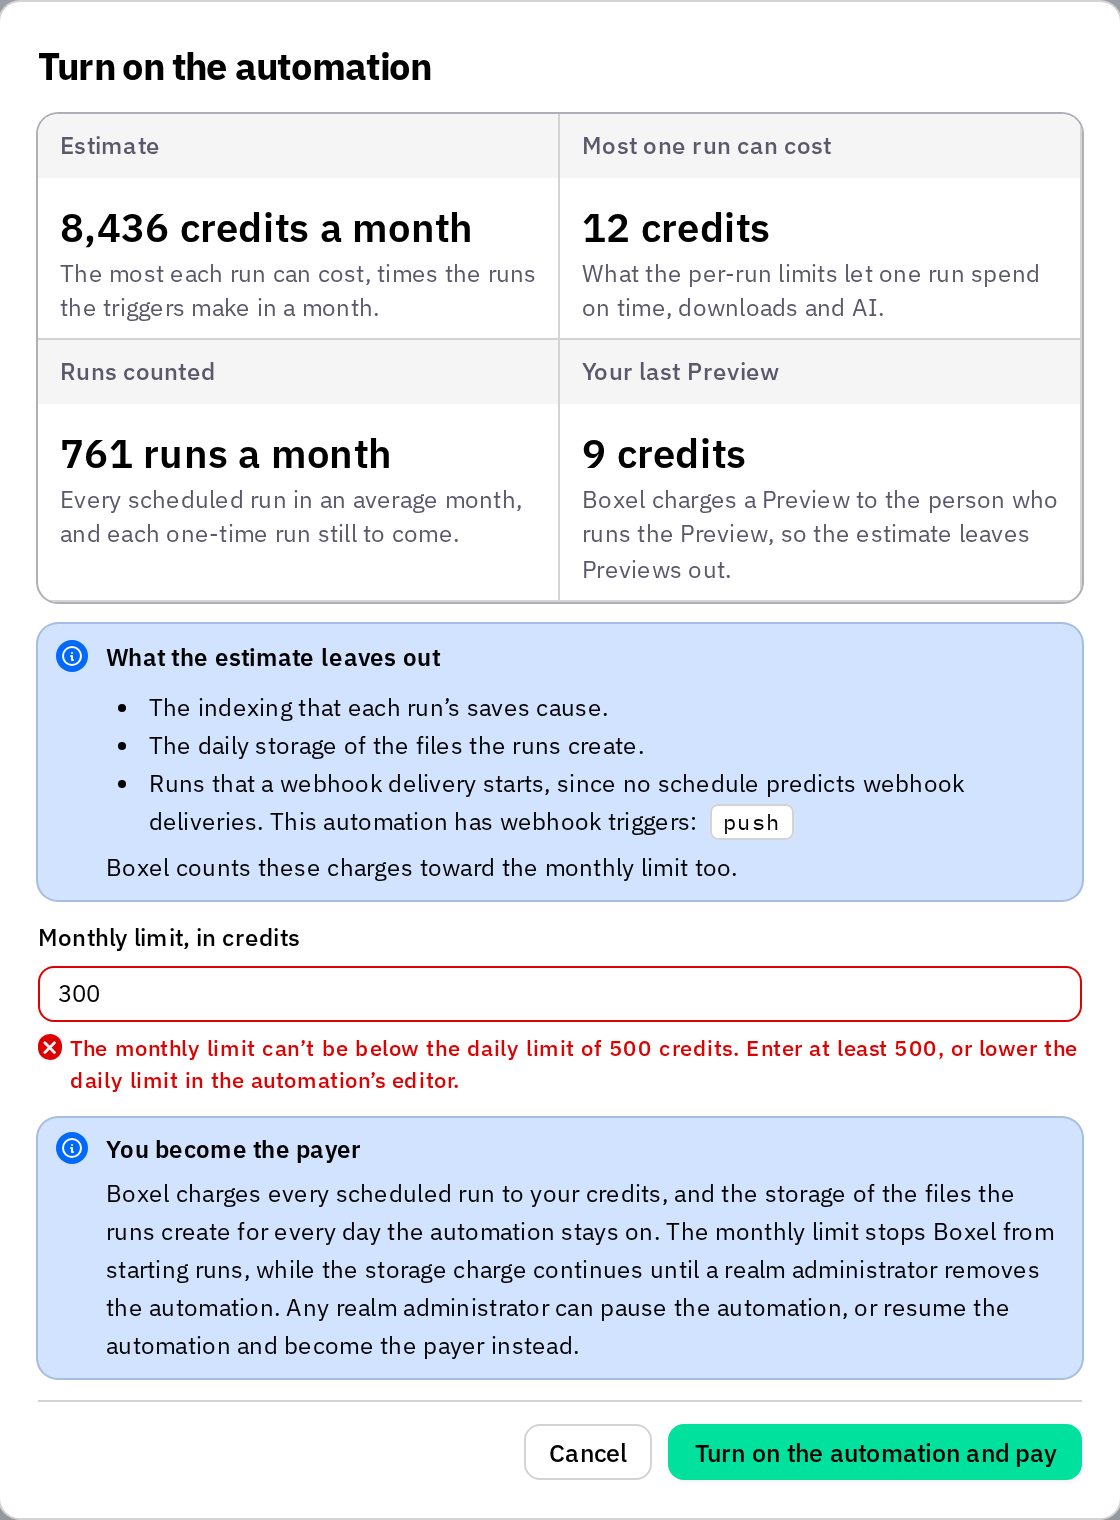 Turn on the automation
Estimate
8,436 credits a month
The most each run can cost, times the runs
the triggers make in a month.
Most one run can cost
12 credits
What the per-run limits let one run spend
on time, downloads and AI.
Runs counted
761 runs a month
Every scheduled run in an average month,
and each one-time run still to come.
Your last Preview
9 credits
Boxel charges a Preview to the person who
runs the Preview, so the estimate leaves
Previews out.
What the estimate leaves out
• The indexing that each run’s saves cause.
• The daily storage of the files the runs create.
• Runs that a webhook delivery starts, since no schedule predicts webhook
deliveries. This automation has webhook triggers: push
Boxel counts these charges toward the monthly limit too.
Monthly limit, in credits
300
The monthly limit can’t be below the daily limit of 500 credits. Enter at least 500, or lower the
daily limit in the automation’s editor.
You become the payer
Boxel charges every scheduled run to your credits, and the storage of the files the
runs create for every day the automation stays on. The monthly limit stops Boxel from
starting runs, while the storage charge continues until a realm administrator removes
the automation. Any realm administrator can pause the automation, or resume the
automation and become the payer instead.
Cancel
Turn on the automation and pay